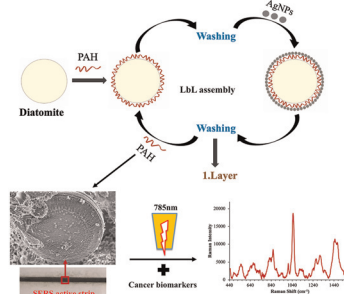 AgNPs
Washing
PAH
LbL assembly
Diatomite
Washing
PAH
1.Layer
785nm
Cancer biomarkers
SERS active strip
Raman Intensity
20000
15000
10000
5000
0
440 640 840 1040 1240 1440
Raman Shift (cm⁻¹)